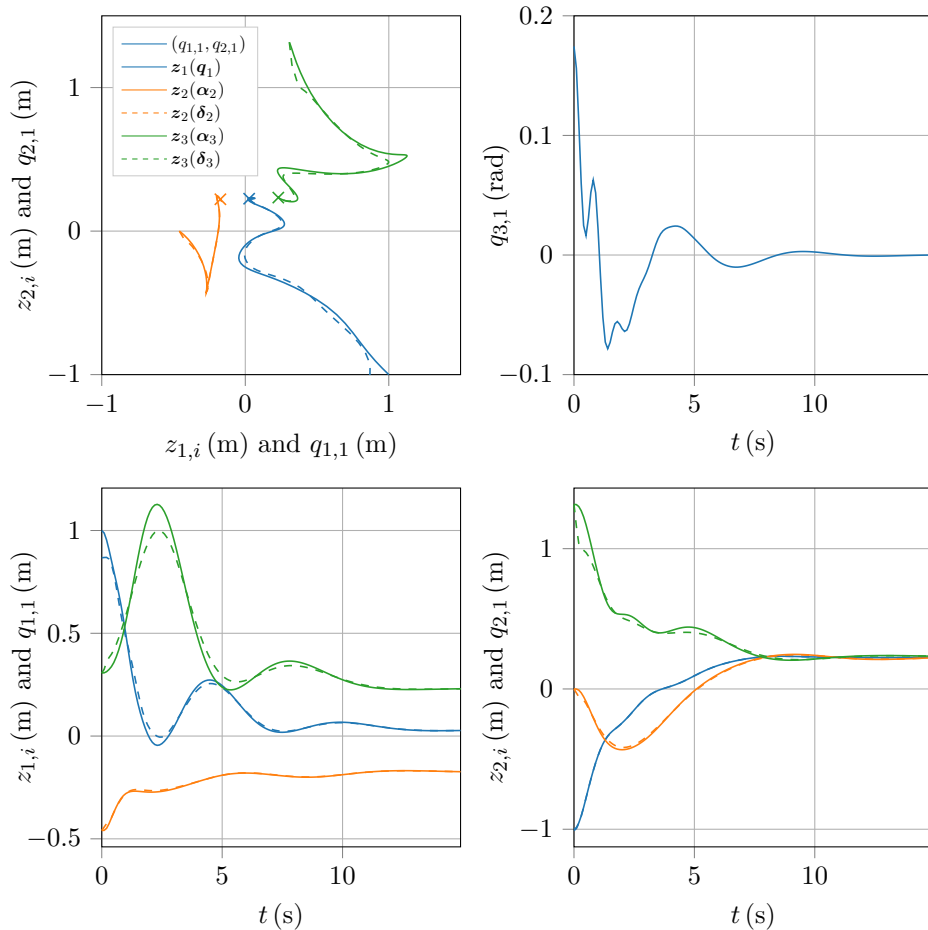 (q₁,₁, q₂,₁)
z₁(q₁)
z₂(α₂)
z₂(δ₂)
z₃(α₃)
z₃(δ₃)
1
0
−1
−1
0
1
z₂,ᵢ (m) and q₂,₁ (m)
z₁,ᵢ (m) and q₁,₁ (m)
0.2
0.1
0
−0.1
0
5
10
q₃,₁ (rad)
t (s)
1
0.5
0
−0.5
0
5
10
z₁,ᵢ (m) and q₁,₁ (m)
t (s)
1
0
−1
0
5
10
z₂,ᵢ (m) and q₂,₁ (m)
t (s)